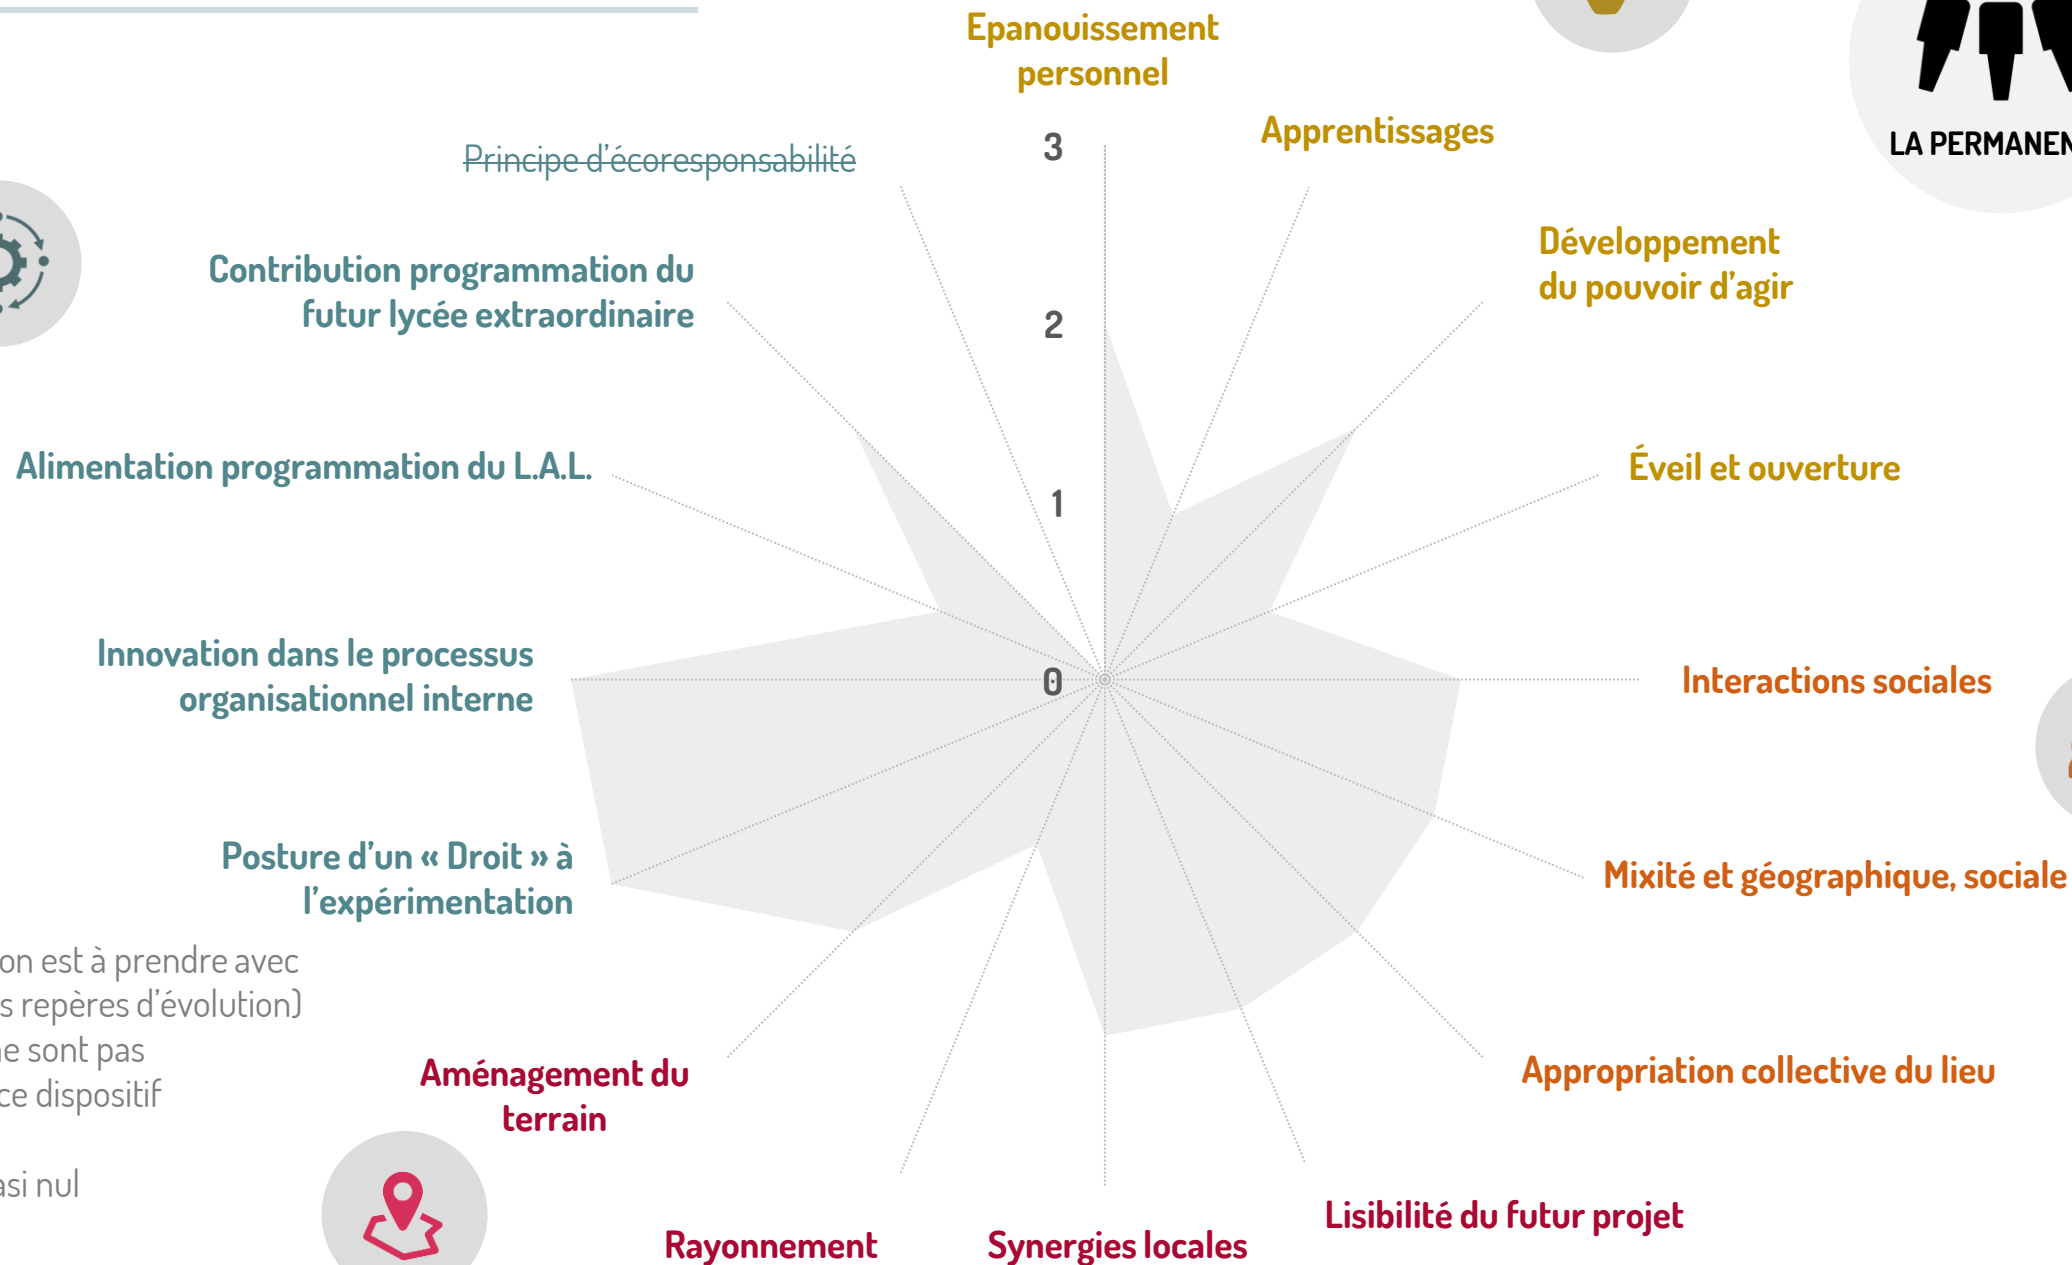 Epanouissement
personnel
Apprentissages
LA PERMANEN
3
Principe d'écoresponsabilité
Développement
du pouvoir d'agir
Contribution programmation du
futur lycée extraordinaire
2
Alimentation programmation du L.A.L.
Éveil et ouverture
1
Innovation dans le processus
organisationnel interne
0
Interactions sociales
Posture d'un « Droit » à
l'expérimentation
Mixité et géographique, sociale
on est à prendre avec
s repères d'évolution)
ne sont pas
ce dispositif
asi nul
Aménagement du
terrain
Appropriation collective du lieu
Rayonnement
Synergies locales
Lisibilité du futur projet